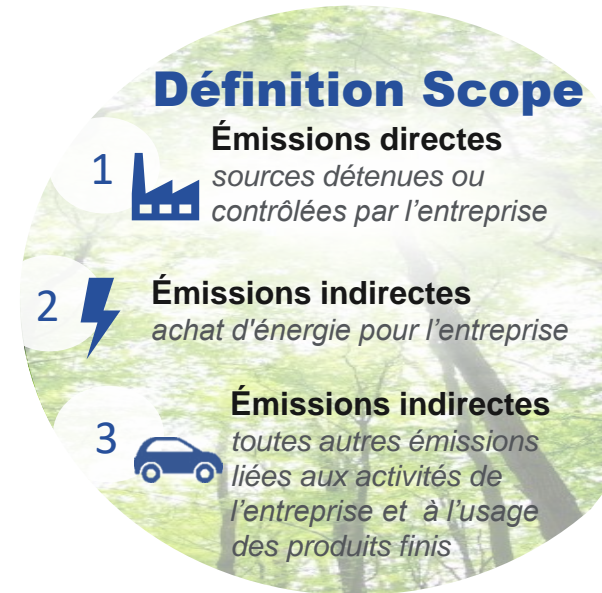 Définition Scope
1
Émissions directes
sources détenues ou
contrôlées par l’entreprise
2
Émissions indirectes
achat d'énergie pour l’entreprise
3
Émissions indirectes
toutes autres émissions
liées aux activités de
l’entreprise et  à l’usage
des produits finis